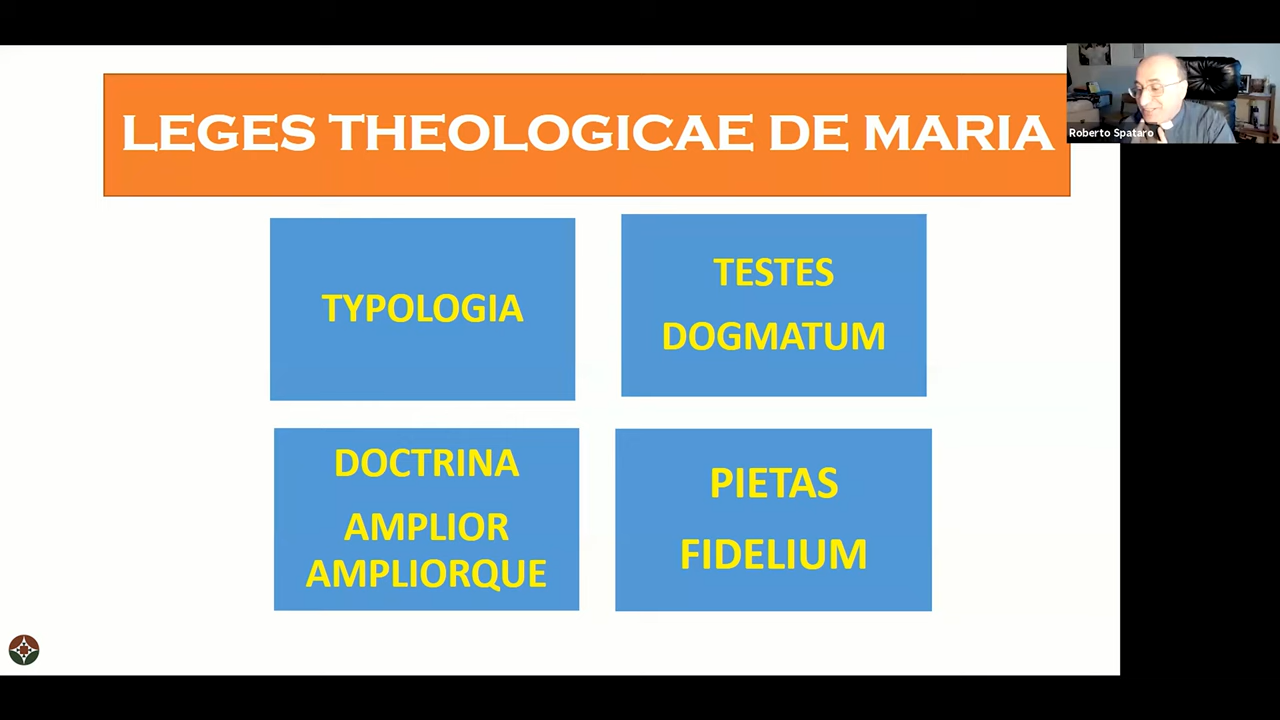 LEGES THEOLOGICAE DE MARIA
Roberto Spataro
TYPOLOGIA
TESTES
DOGMATUM
DOCTRINA
AMPLIOR
AMPLIORQUE
PIETAS
FIDELIUM